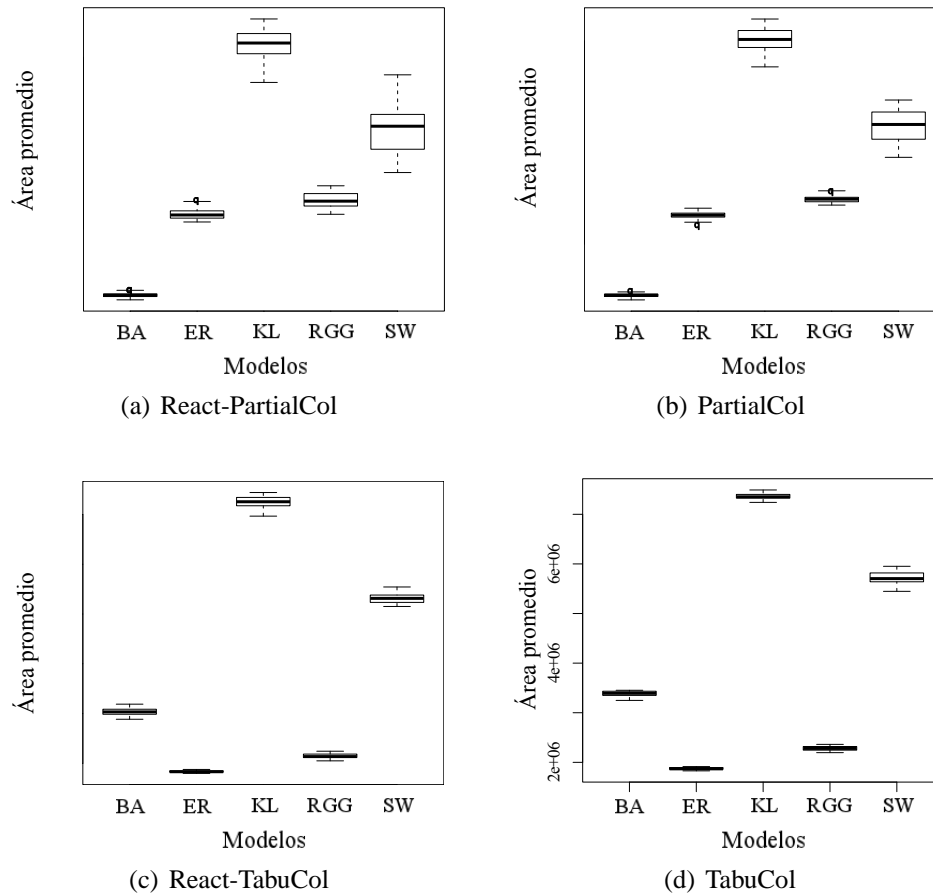 Área promedio
q
q
q
q
q
BA ER KL RGG SW
Modelos
(a) React-PartialCol
Área promedio
BA ER KL RGG SW
Modelos
(b) PartialCol
Área promedio
BA ER KL RGG SW
Modelos
(c) React-TabuCol
Área promedio
2e+06 4e+06 6e+06
BA ER KL RGG SW
Modelos
(d) TabuCol